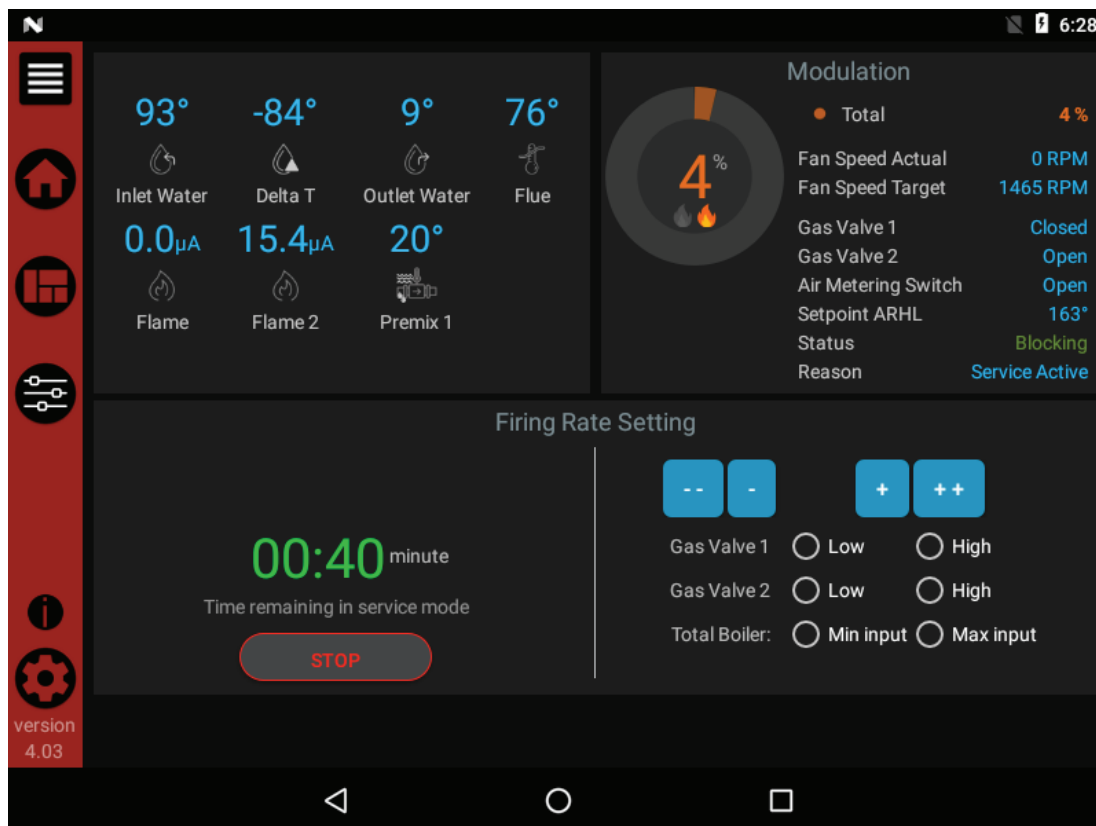 N
6:28
93° -84° 9° 76°
Inlet Water Delta T Outlet Water Flue
0.0µA 15.4µA 20°
Flame Flame 2 Premix 1
Modulation
4%
Total 4 %
Fan Speed Actual 0 RPM
Fan Speed Target 1465 RPM
Gas Valve 1 Closed
Gas Valve 2 Open
Air Metering Switch Open
Setpoint ARHL 163°
Status Blocking
Reason Service Active
Firing Rate Setting
00:40 minute
Time remaining in service mode
STOP
-- - + ++
Gas Valve 1 Low High
Gas Valve 2 Low High
Total Boiler: Min input Max input
i
version
4.03